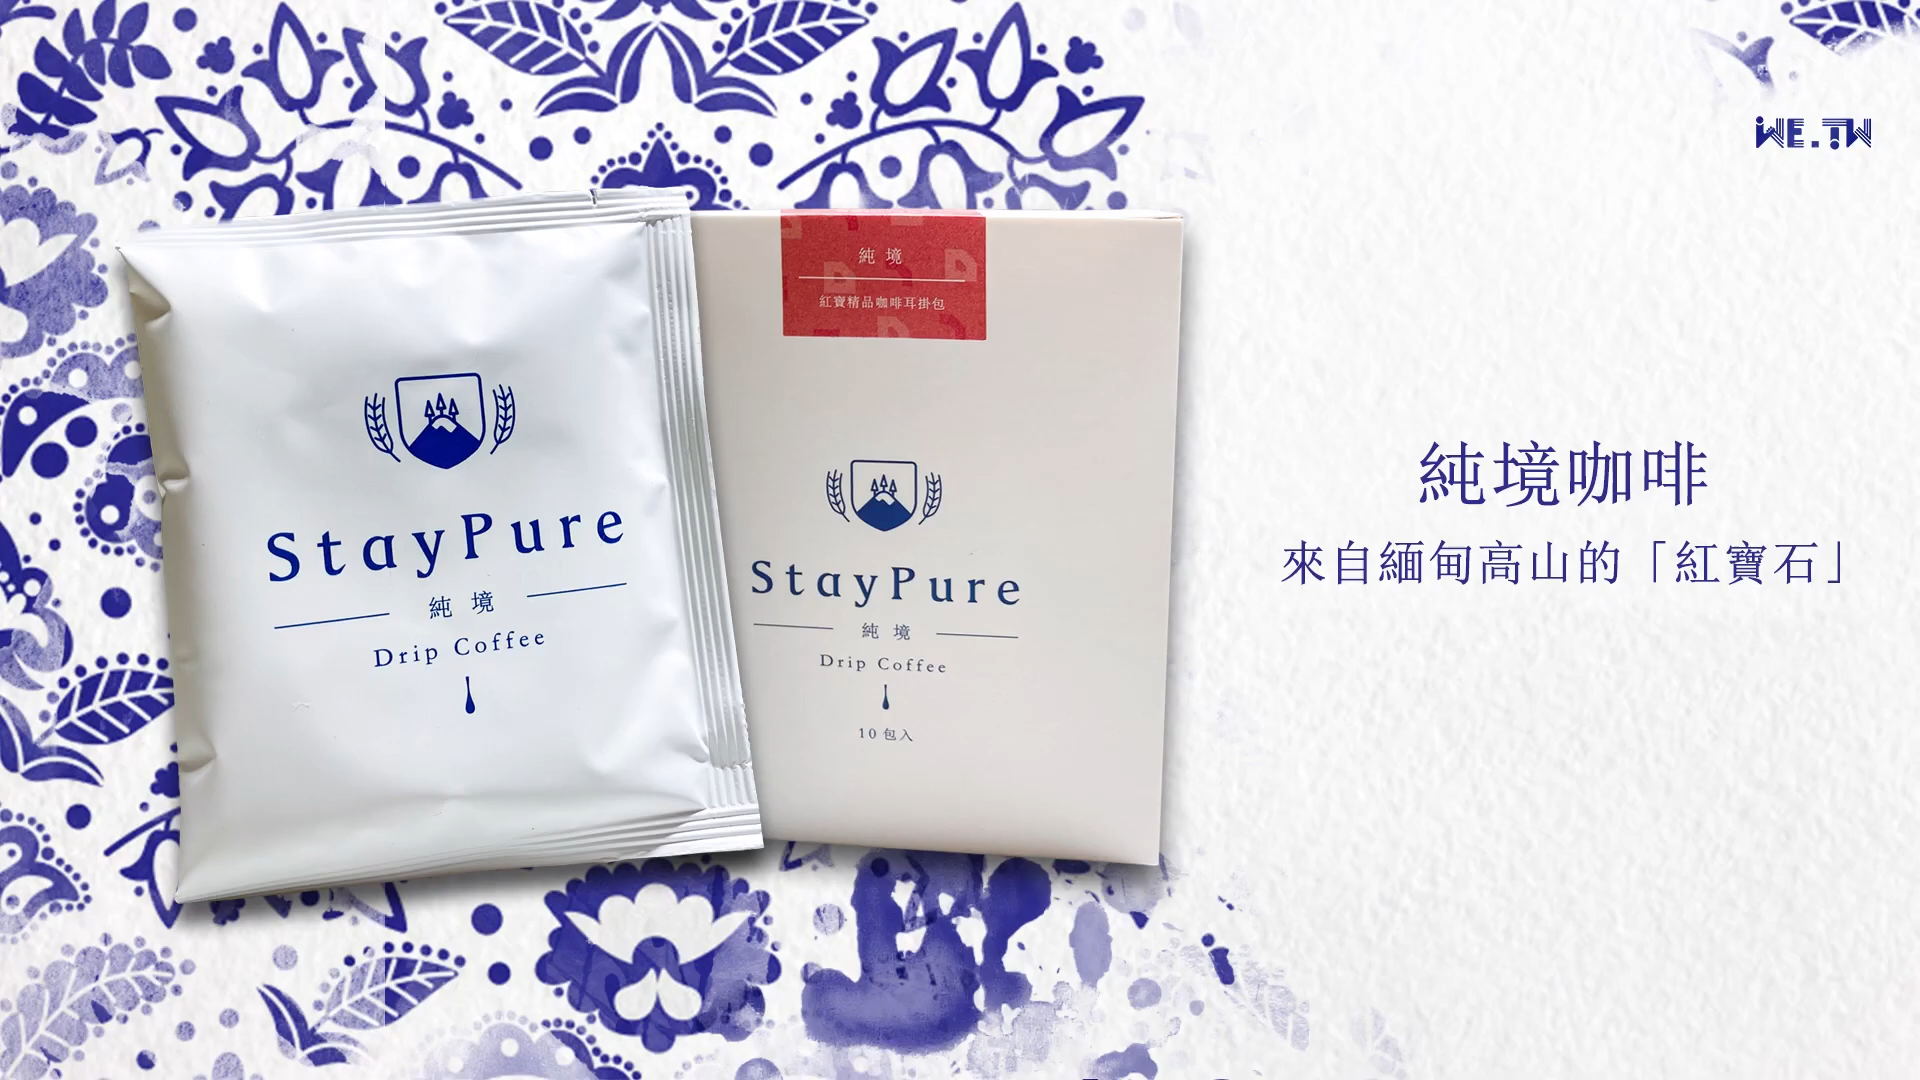 iWE.TW
StayPure
純境
Drip Coffee
純境
紅寶精品咖啡耳掛包
StayPure
純境
Drip Coffee
10包入
純境咖啡
來自緬甸高山的「紅寶石」